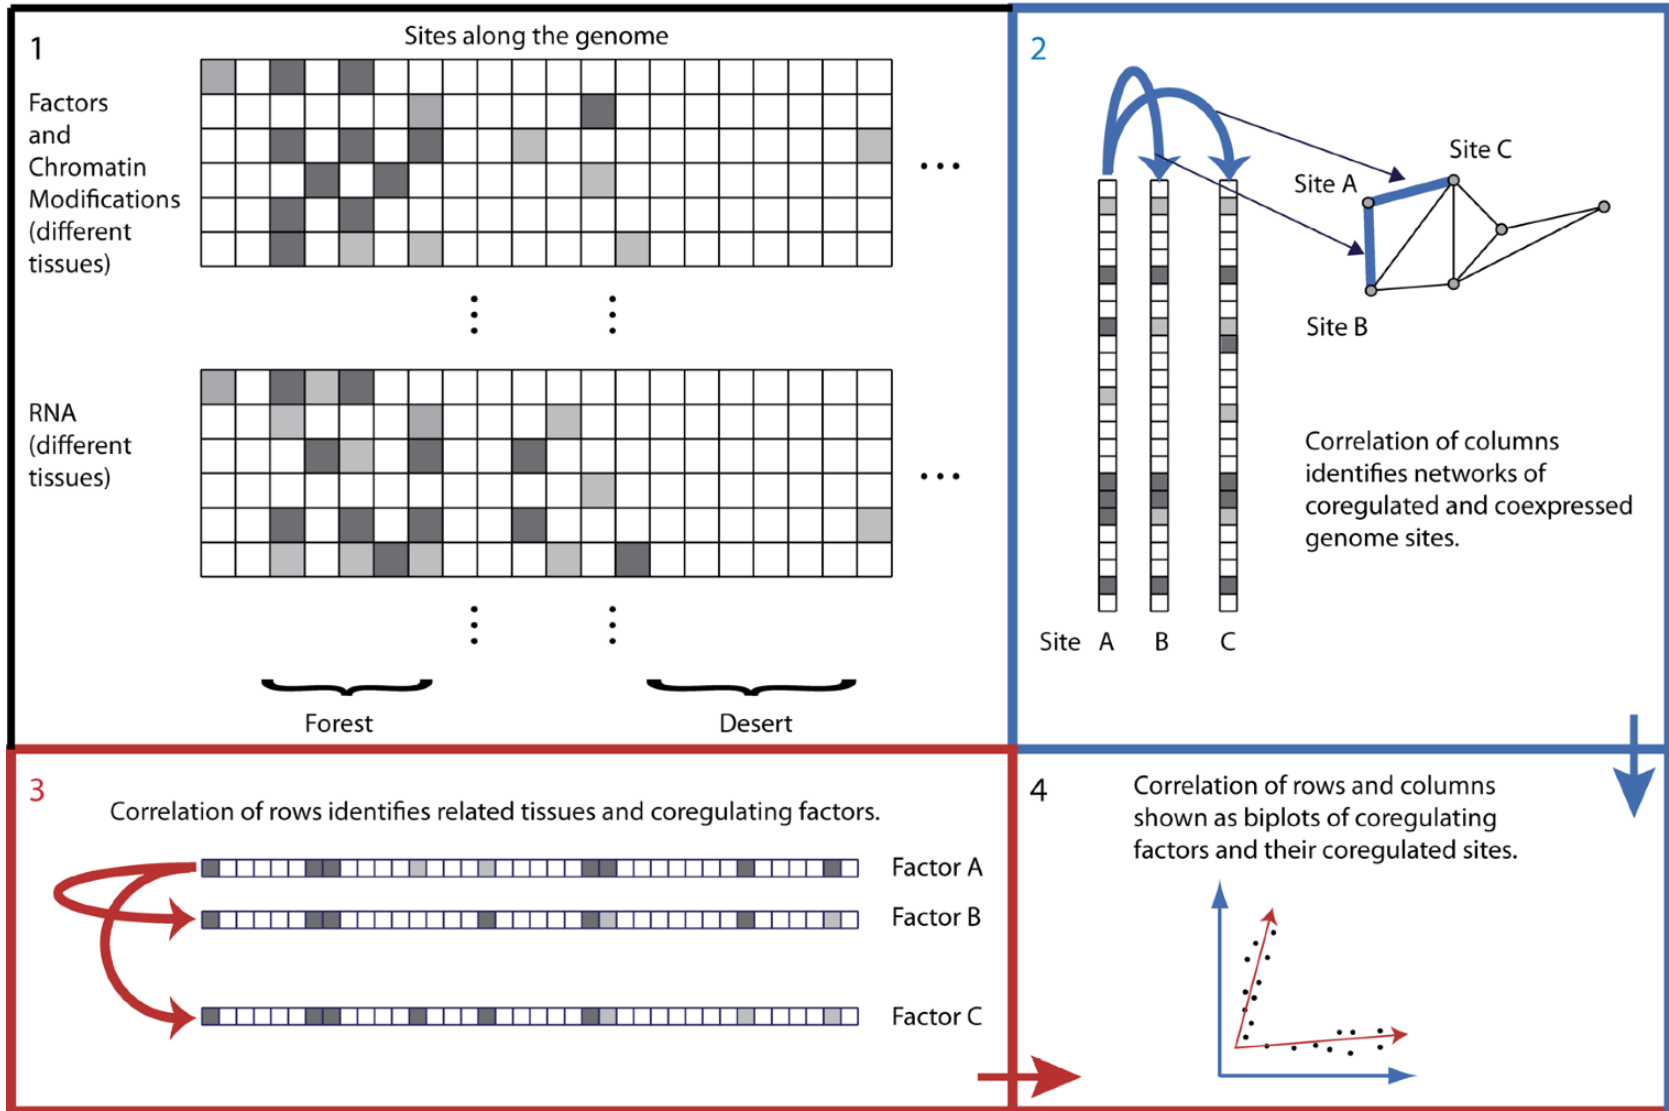 1
Sites along the genome
Factors
and
Chromatin
Modifications
(different
tissues)
...
RNA
(different
tissues)
...
Forest
Desert
2
Site C
Site A
Site B
Correlation of columns
identifies networks of
coregulated and coexpressed
genome sites.
Site A B C
3
Correlation of rows identifies related tissues and coregulating factors.
Factor A
Factor B
Factor C
4
Correlation of rows and columns
shown as biplots of coregulating
factors and their coregulated sites.